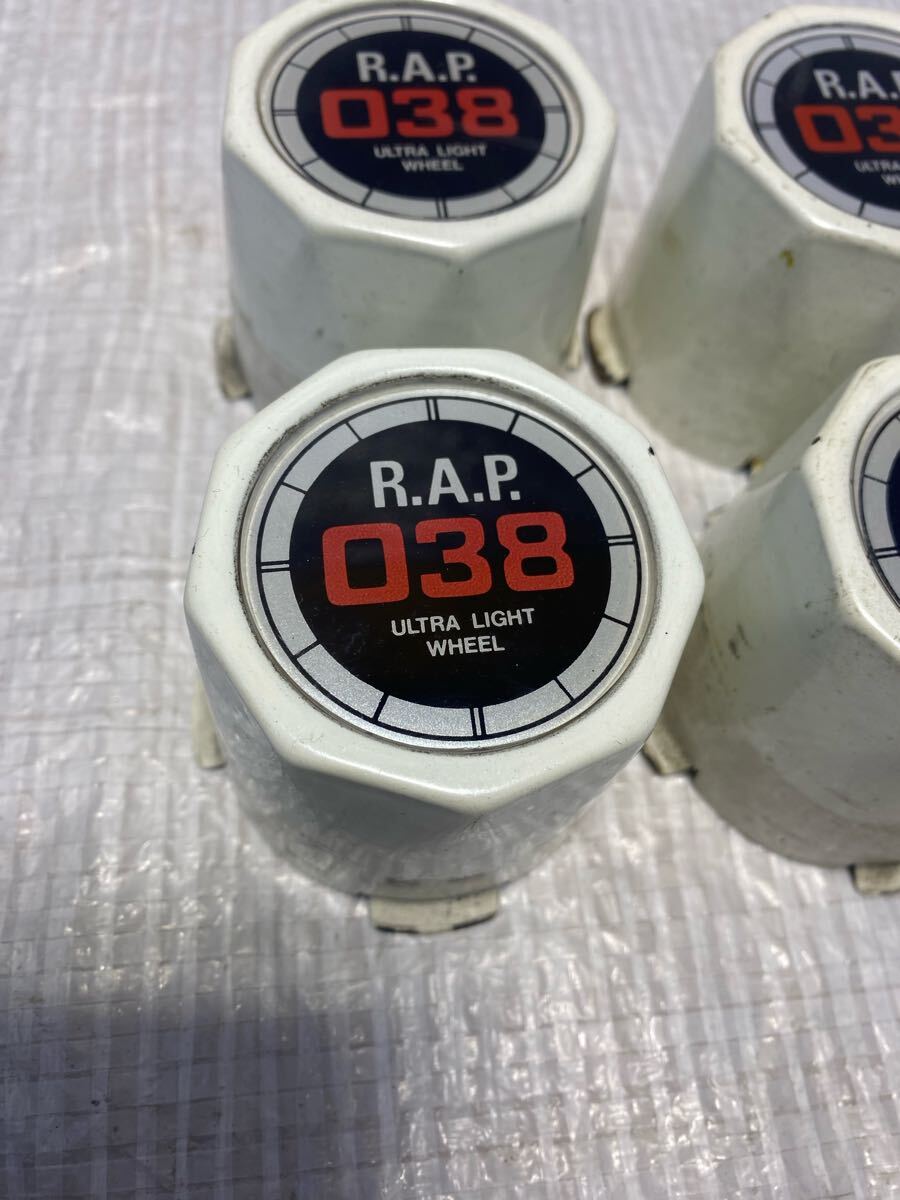 R.A.P.
038
ULTRA LIGHT
WHEEL
R.A.P.
038
ULTRA LIGHT
WHEEL